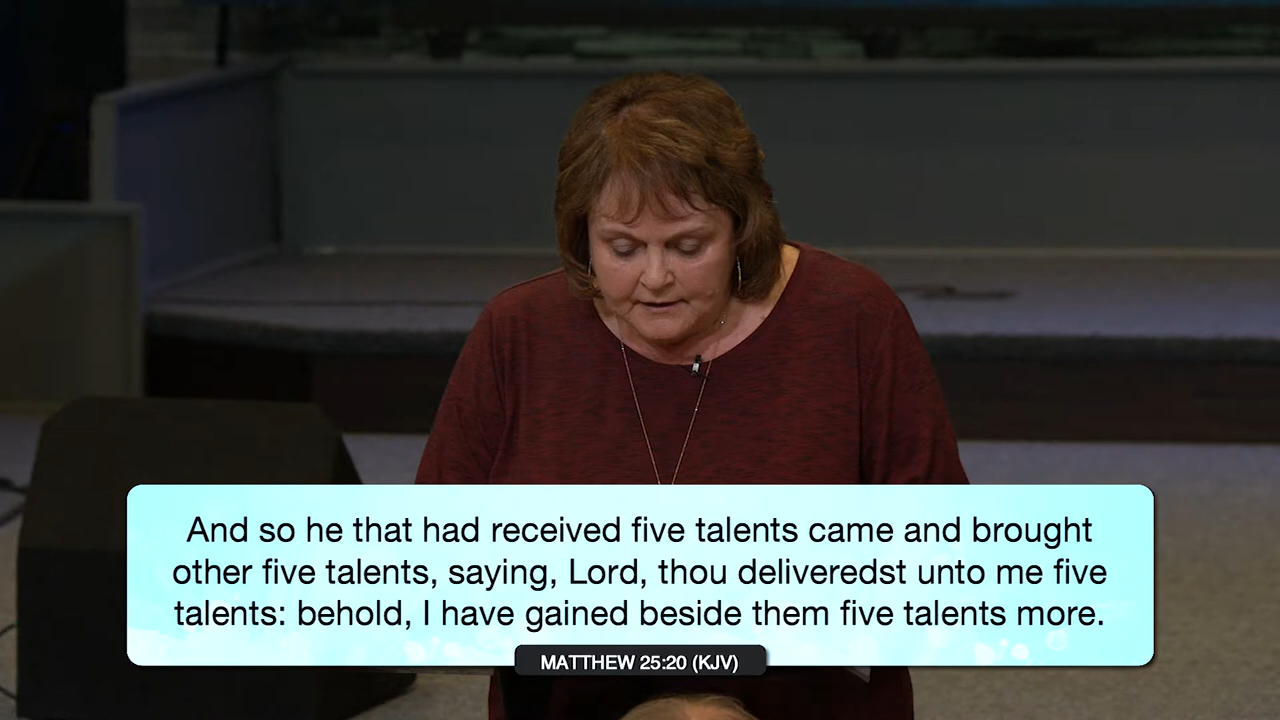 And so he that had received five talents came and brought
other five talents, saying, Lord, thou deliveredst unto me five
talents: behold, I have gained beside them five talents more.
MATTHEW 25:20 (KJV)